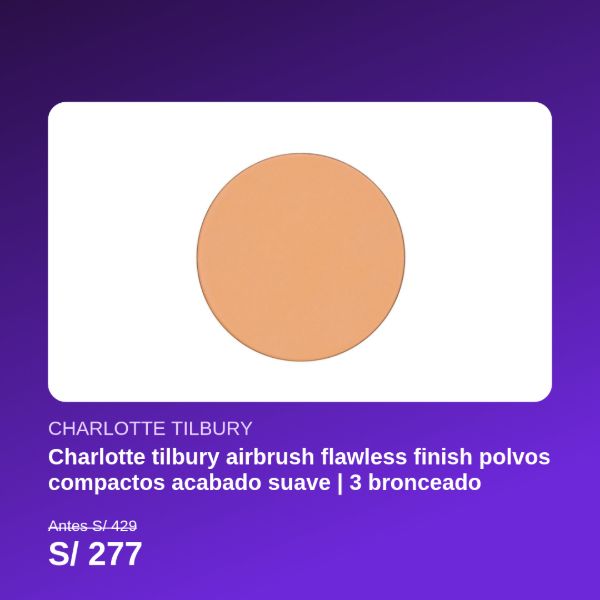 CHARLOTTE TILBURY
Charlotte tilbury airbrush flawless finish polvos
compactos acabado suave | 3 bronceado
Antes S/ 429
S/ 277